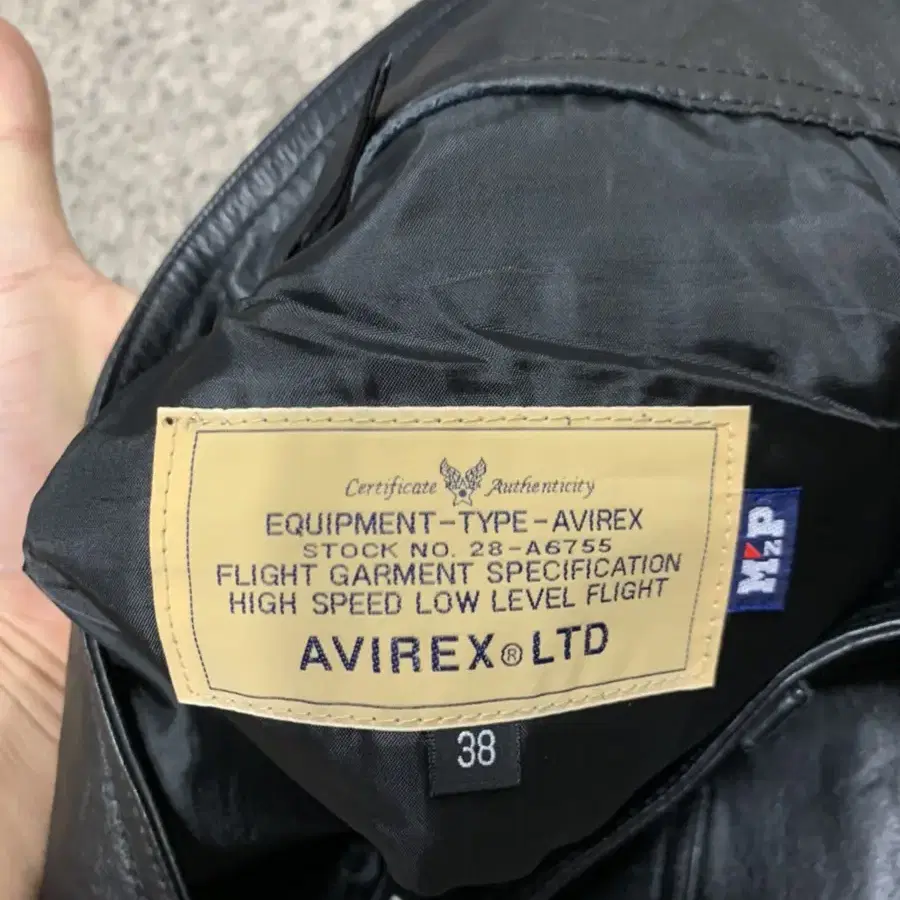 Certificate Authenticity
EQUIPMENT-TYPE-AVIREX
STOCK NO. 28-A6755
FLIGHT GARMENT SPECIFICATION
HIGH SPEED LOW LEVEL FLIGHT
AVIREX® LTD
38
MZP